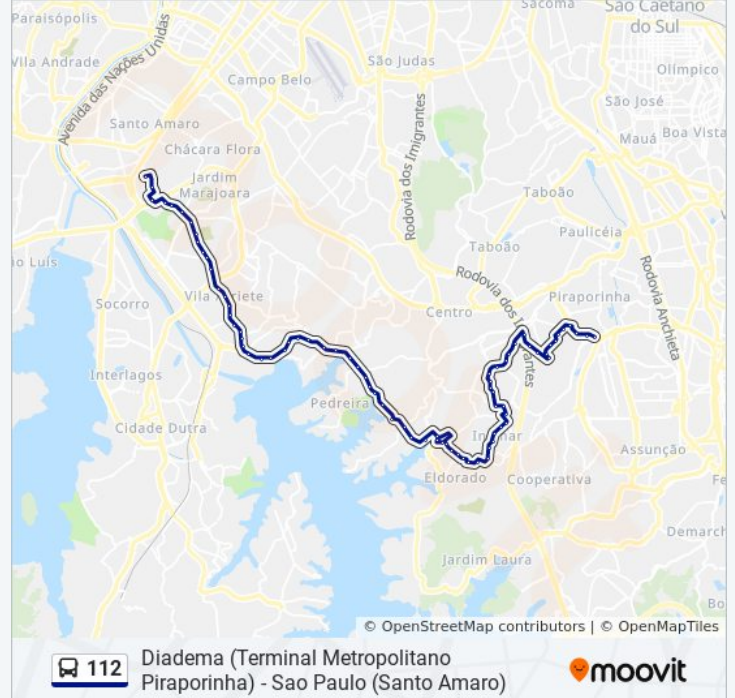 Paraisópolis
Sacomã
São Caetano
do Sul
Vila Andrade
São Judas
Olímpico
Campo Belo
Avenida das Nações Unidas
São José
Santo Amaro
Rodovia dos Imigrantes
Mauá
Boa Vista
Chácara Flora
Jardim
Marajoara
Taboão
Paulicéia
Taboão
Rodovia dos
Rodovia Anchieta
Socorro
Piraporinha
Centro
Interlagos
Pedreira
Cidade Dutra
Assunção
Eldorado
Cooperativa
Demarch
Jardim Laura
Bo
© OpenStreetMap contributors | © OpenMapTiles
112
Diadema (Terminal Metropolitano
Piraporinha) - Sao Paulo (Santo Amaro)
moovit